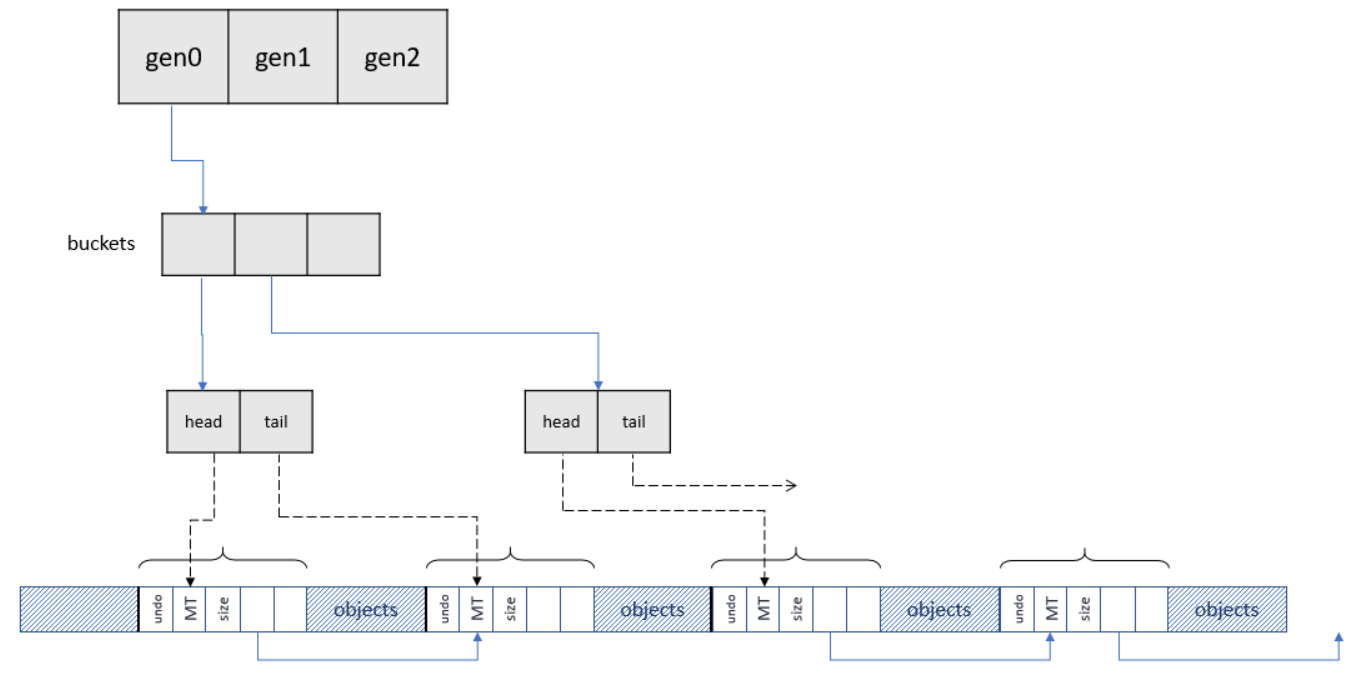 gen0 gen1 gen2
buckets
head tail head tail
undo MT size objects undo MT size objects undo MT size objects undo MT size objects